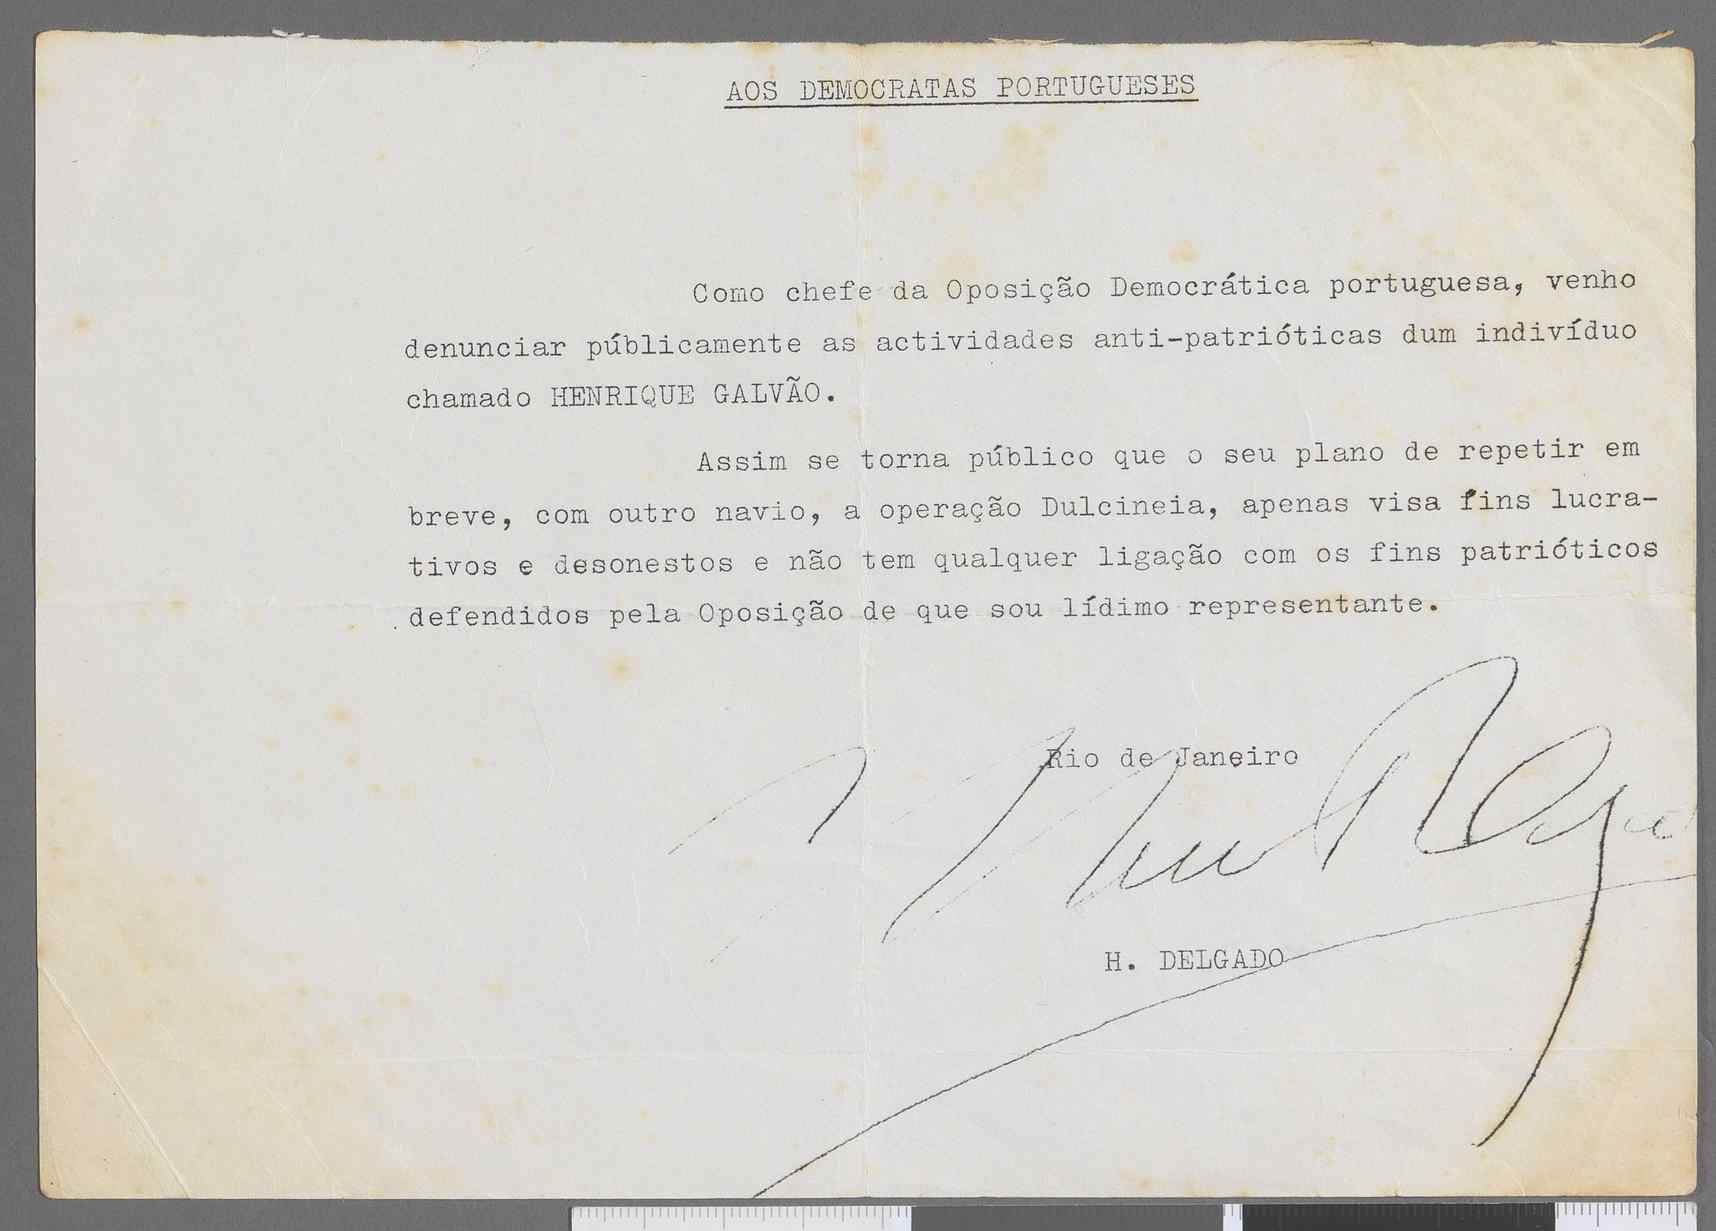 AOS DEMOCRATAS PORTUGUESES
Como chefe da Oposição Democrática portuguesa, venho
denunciar públicamente as actividades anti-patrióticas dum indivíduo
chamado HENRIQUE GALVÃO.
Assim se torna público que o seu plano de repetir em
breve, com outro navio, a operação Dulcineia, apenas visa fins lucra-
tivos e desonestos e não tem qualquer ligação com os fins patrióticos
defendidos pela Oposição de que sou lídimo representante.
Rio de Janeiro
H. DELGADO